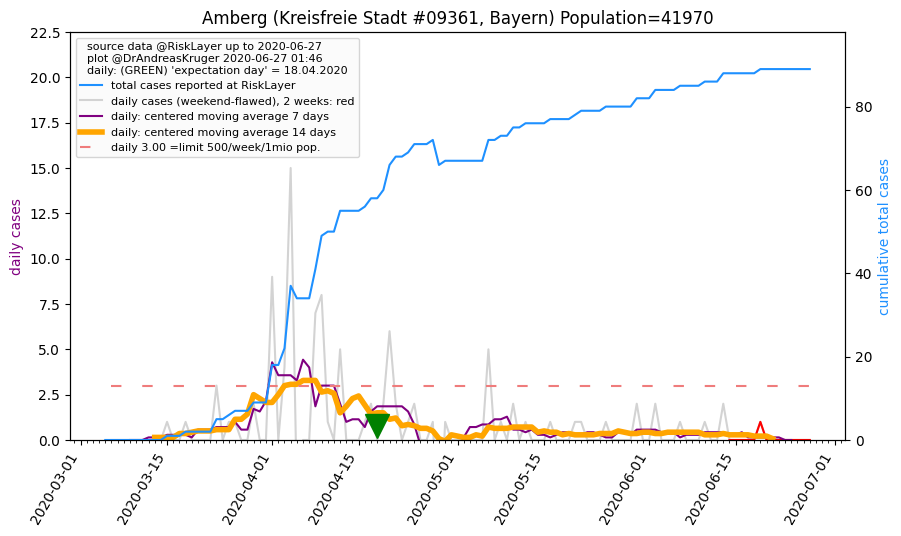 Amberg (Kreisfreie Stadt #09361, Bayern) Population=41970
source data @RiskLayer up to 2020-06-27
plot @DrAndreasKruger 2020-06-27 01:46
daily: (GREEN) 'expectation day' = 18.04.2020
total cases reported at RiskLayer
daily cases (weekend-flawed), 2 weeks: red
daily: centered moving average 7 days
daily: centered moving average 14 days
daily 3.00 =limit 500/week/1mio pop.
22.5
20.0
17.5
15.0
12.5
10.0
7.5
5.0
2.5
0.0
daily cases
80
60
40
20
0
cumulative total cases
2020-03-01
2020-03-15
2020-04-01
2020-04-15
2020-05-01
2020-05-15
2020-06-01
2020-06-15
2020-07-01